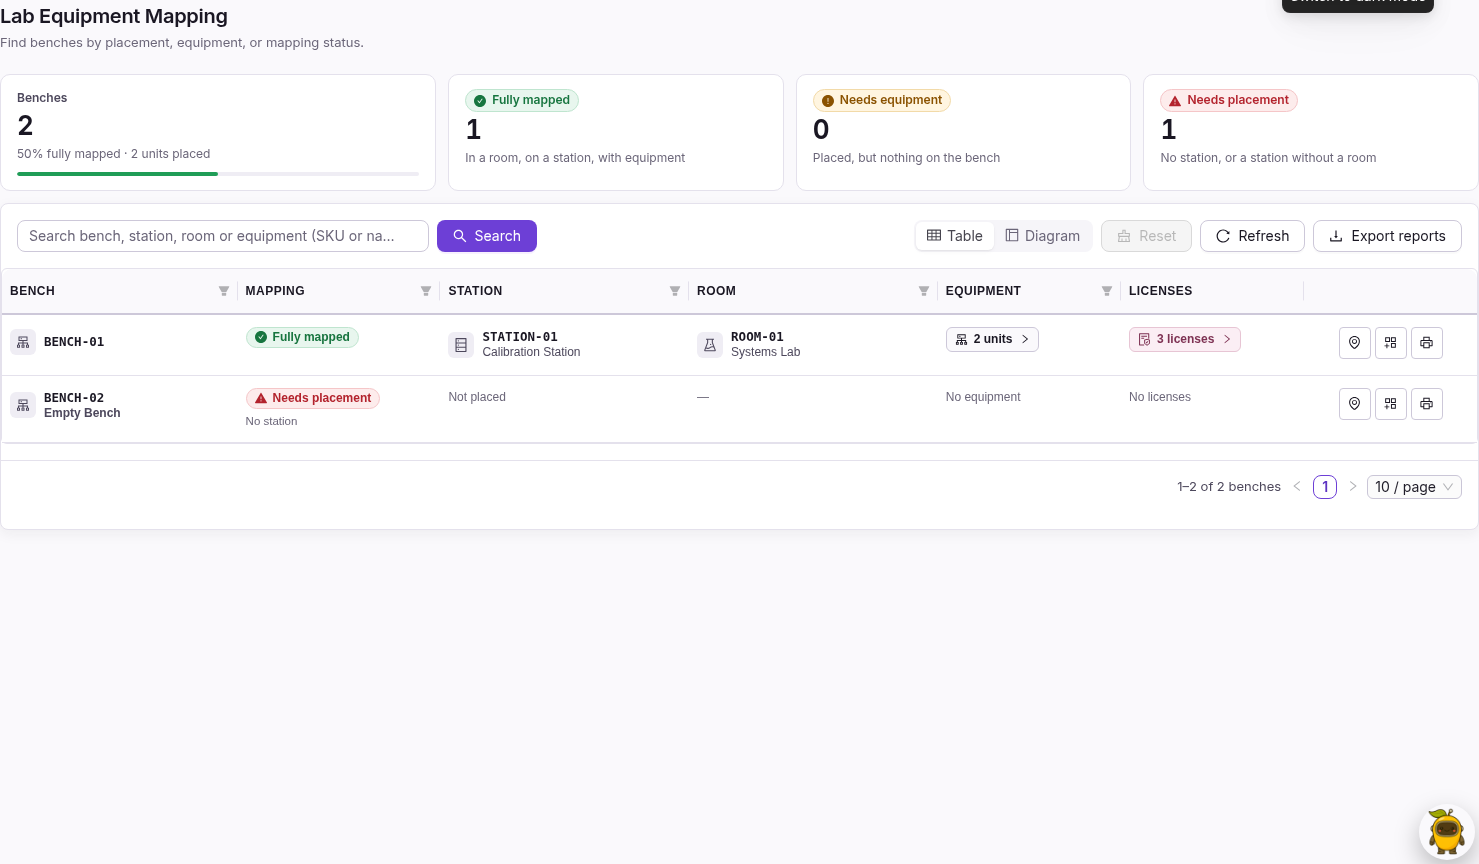 Switch to dark mode
Lab Equipment Mapping
Find benches by placement, equipment, or mapping status.
Benches
2
50% fully mapped · 2 units placed
Fully mapped
1
In a room, on a station, with equipment
Needs equipment
0
Placed, but nothing on the bench
Needs placement
1
No station, or a station without a room
Search bench, station, room or equipment (SKU or na...
Search
Table
Diagram
Reset
Refresh
Export reports
BENCH MAPPING STATION ROOM EQUIPMENT LICENSES
BENCH-01
Fully mapped
STATION-01
Calibration Station
ROOM-01
Systems Lab
2 units
3 licenses
BENCH-02
Empty Bench
Needs placement
No station
Not placed
—
No equipment
No licenses
1–2 of 2 benches
1
10 / page